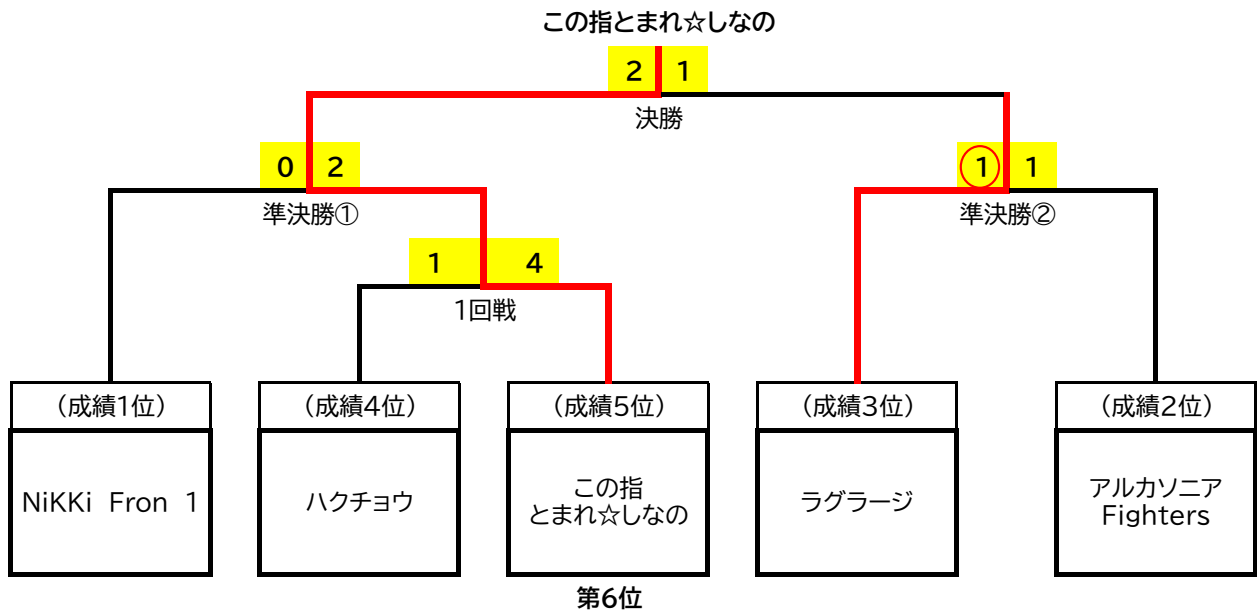 この指とまれ☆しなの
2 1
決勝
0 2
1 1
準決勝①
準決勝②
1 4
1回戦
(成績1位)
(成績4位)
(成績5位)
(成績3位)
(成績2位)
NiKKi Fron 1
ハクチョウ
この指
とまれ☆しなの
ラグラージ
アルカソニア
Fighters
第6位